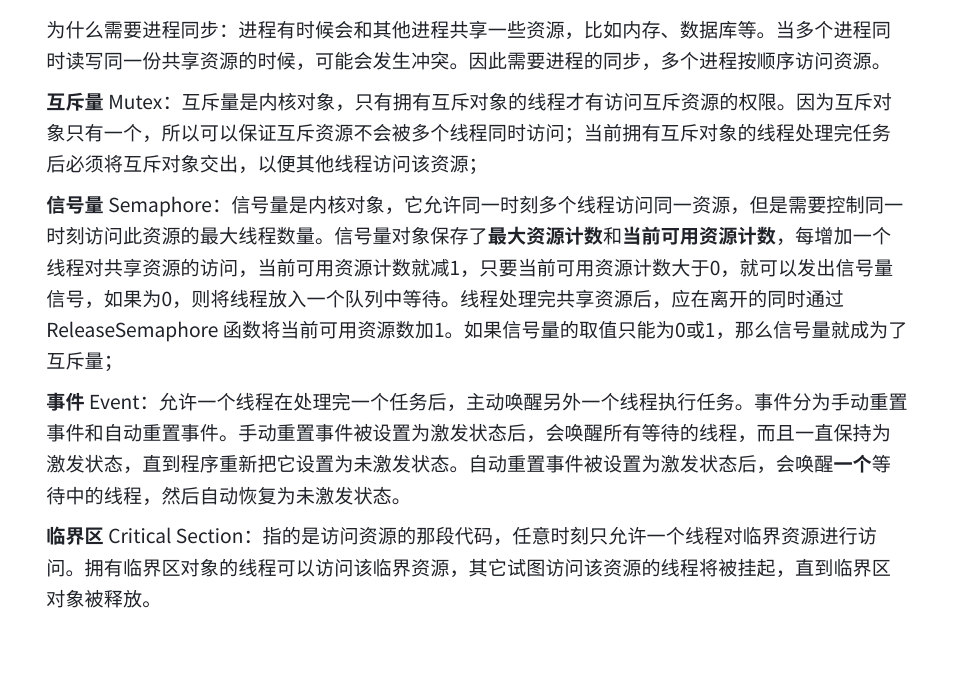 为什么需要进程同步：进程有时候会和其他进程共享一些资源，比如内存、数据库等。当多个进程同
时读写同一份共享资源的时候，可能会发生冲突。因此需要进程的同步，多个进程按顺序访问资源。
互斥量 Mutex：互斥量是内核对象，只有拥有互斥对象的线程才有访问互斥资源的权限。因为互斥对
象只有一个，所以可以保证互斥资源不会被多个线程同时访问；当前拥有互斥对象的线程处理完任务
后必须将互斥对象交出，以便其他线程访问该资源；
信号量 Semaphore：信号量是内核对象，它允许同一时刻多个线程访问同一资源，但是需要控制同一
时刻访问此资源的最大线程数量。信号量对象保存了最大资源计数和当前可用资源计数，每增加一个
线程对共享资源的访问，当前可用资源计数就减1，只要当前可用资源计数大于0，就可以发出信号量
信号，如果为0，则将线程放入一个队列中等待。线程处理完共享资源后，应在离开的同时通过
ReleaseSemaphore 函数将当前可用资源数加1。如果信号量的取值只能为0或1，那么信号量就成为了
互斥量；
事件 Event：允许一个线程在处理完一个任务后，主动唤醒另外一个线程执行任务。事件分为手动重置
事件和自动重置事件。手动重置事件被设置为激发状态后，会唤醒所有等待的线程，而且一直保持为
激发状态，直到程序重新把它设置为未激发状态。自动重置事件被设置为激发状态后，会唤醒一个等
待中的线程，然后自动恢复为未激发状态。
临界区 Critical Section：指的是访问资源的那段代码，任意时刻只允许一个线程对临界资源进行访
问。拥有临界区对象的线程可以访问该临界资源，其它试图访问该资源的线程将被挂起，直到临界区
对象被释放。